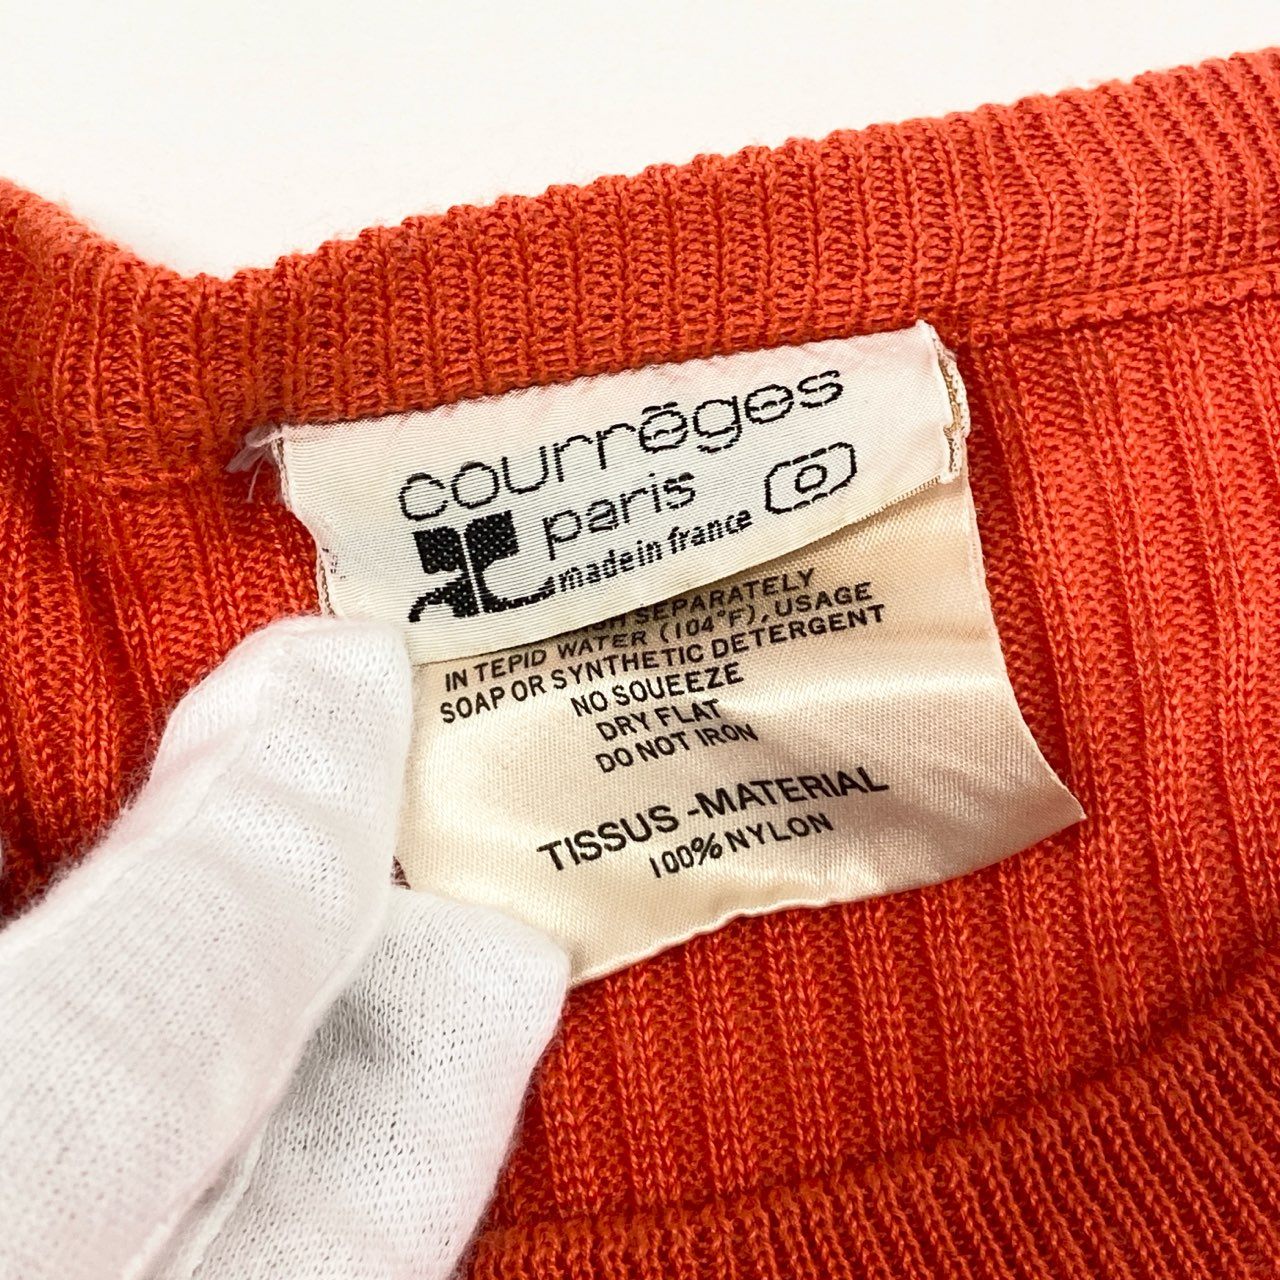 courrēges
paris
made in france
0
SEPARATELY
IN TEPID WATER (104°F), USAGE
SOAP OR SYNTHETIC DETERGENT
NO SQUEEZE
DRY FLAT
DO NOT IRON
TISSUS -MATERIAL
100% NYLON